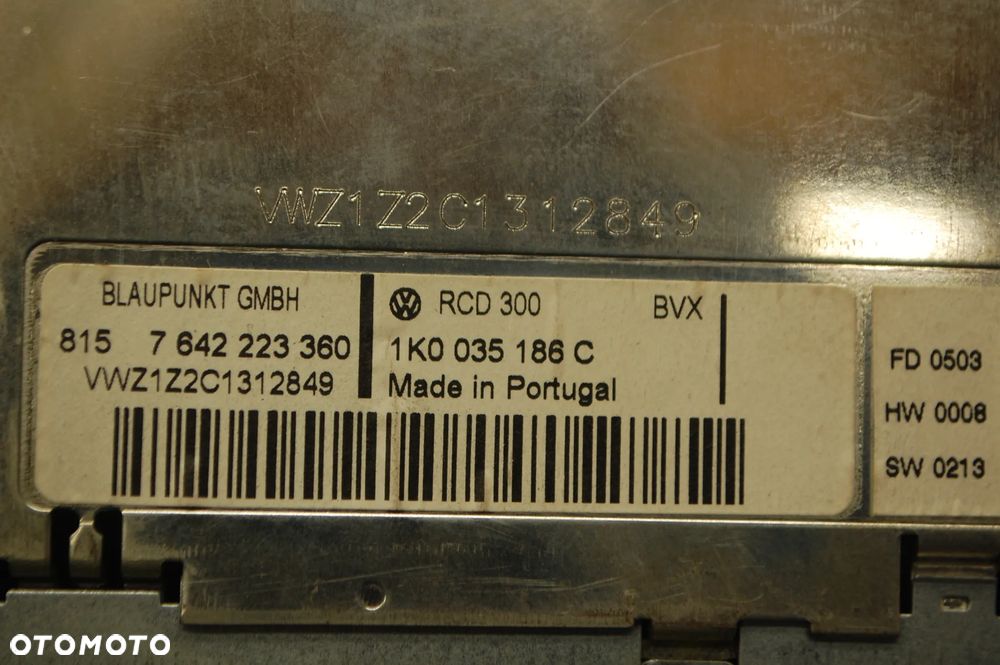 VWZ1Z2C1312849
BLAUPUNKT GMBH
815 7 642 223 360
VWZ1Z2C1312849
RCD 300 BVX
1K0 035 186 C
Made in Portugal
FD 0503
HW 0008
SW 0213
OTOMOTO